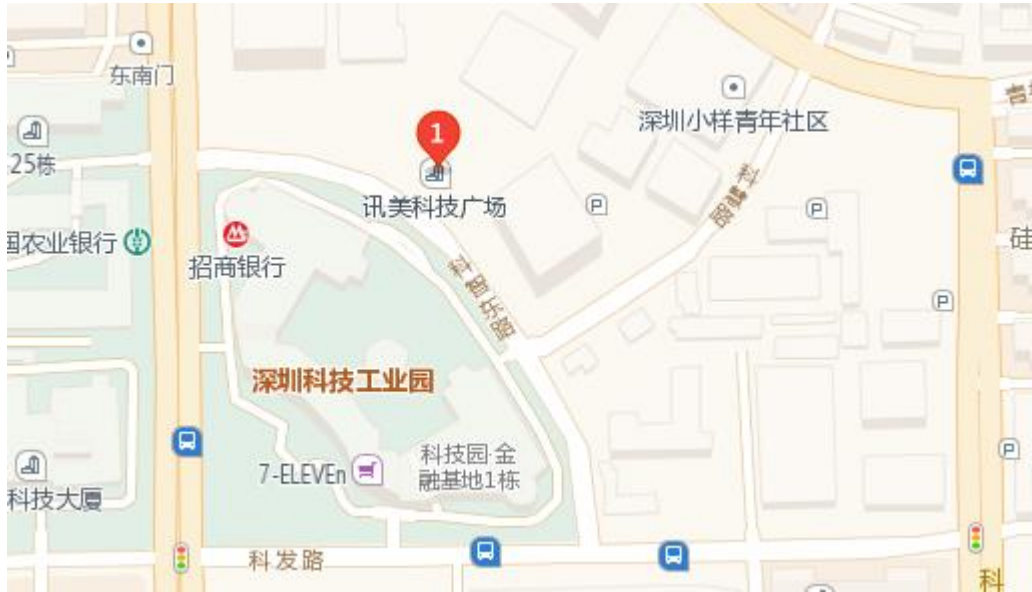 东南门
1
深圳小样青年社区
25栋
讯美科技广场
科苑路
国农业银行
招商银行
硅
P
P
P
深圳科技工业园
7-ELEVEn
科技园·金
融基地1栋
P
科技大厦
科发路
科